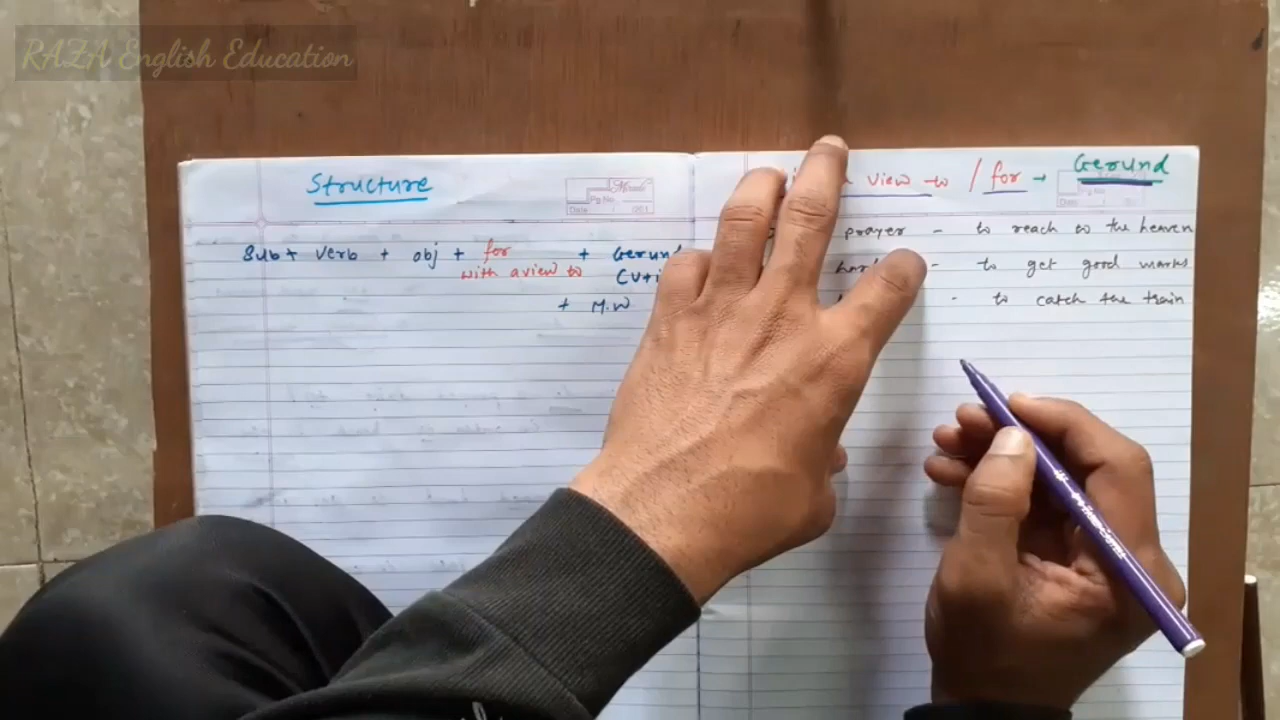 RAZA English Education
Structure
Sub + verb + obj + for + Gerund
with a view to
+ M.W
view to / for → Gerund
prayer - to reach to the heaven
- to get good marks
- to catch the train